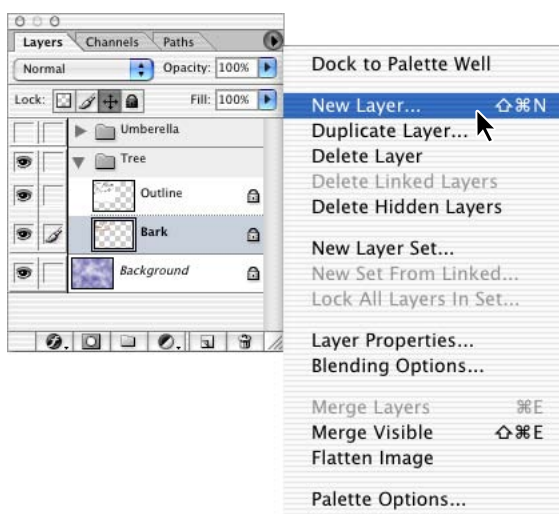 Layers Channels Paths
Normal Opacity: 100%
Lock: Fill: 100%
Umberella
Tree
Outline
Bark
Background
Dock to Palette Well
New Layer... ⇧⌘N
Duplicate Layer...
Delete Layer
Delete Linked Layers
Delete Hidden Layers
New Layer Set...
New Set From Linked...
Lock All Layers In Set...
Layer Properties...
Blending Options...
Merge Layers ⌘E
Merge Visible ⇧⌘E
Flatten Image
Palette Options...